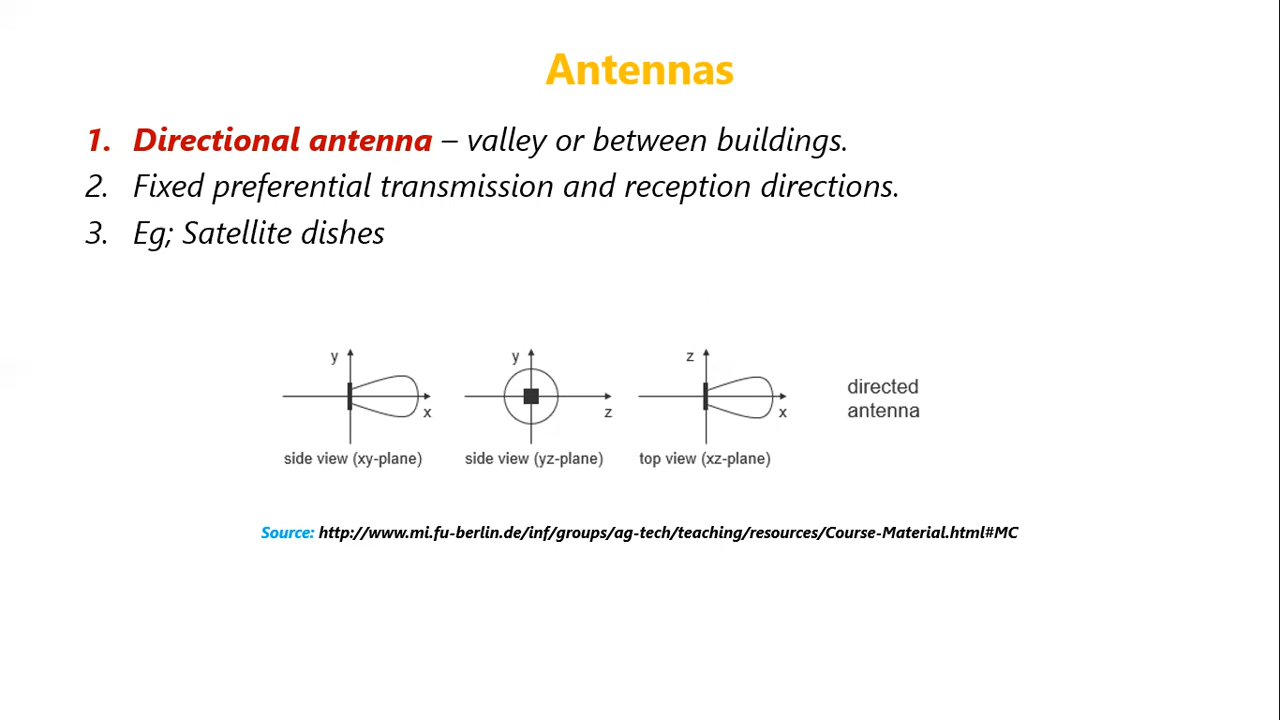 Antennas
1. Directional antenna – valley or between buildings.
2. Fixed preferential transmission and reception directions.
3. Eg; Satellite dishes
y x
side view (xy-plane)
y z
side view (yz-plane)
z x
top view (xz-plane)
directed
antenna
Source: http://www.mi.fu-berlin.de/inf/groups/ag-tech/teaching/resources/Course-Material.html#MC